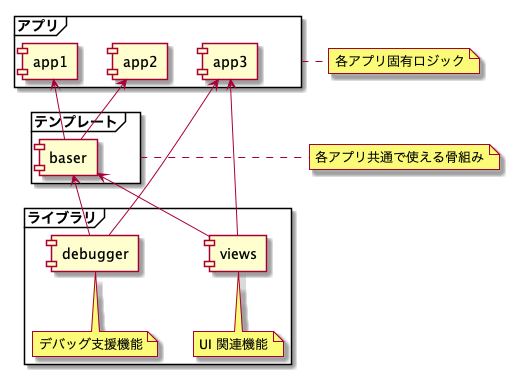 アプリ
app1
app2
app3
各アプリ固有ロジック
テンプレート
baser
各アプリ共通で使える骨組み
ライブラリ
debugger
views
デバッグ支援機能
UI 関連機能